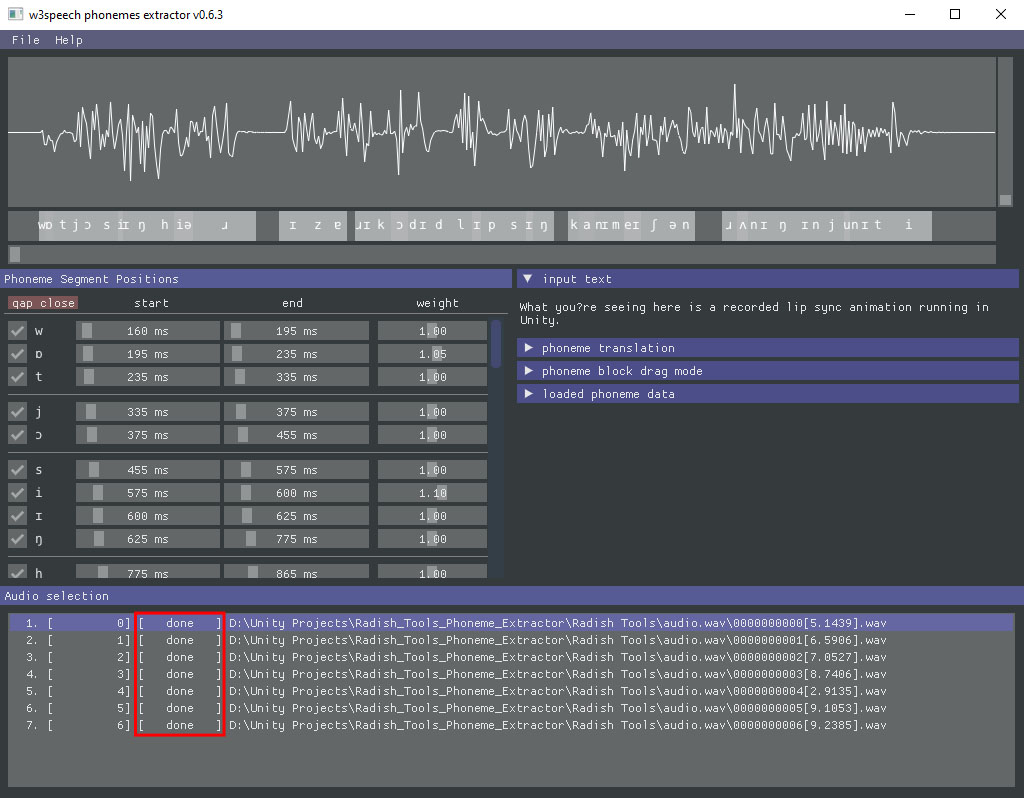 w3speech phonemes extractor v0.6.3
File Help
wɒtjɔ siɪŋ hiə ɹ ɪ z ɐ ɹɪkɔdɪd lɪp sɪŋ kanɪmeɪʃən ɹʌnɪŋ ɪnjunɪt i
Phoneme Segment Positions
gap close start end weight
w 160 ms 195 ms 1.00
ɒ 195 ms 235 ms 1.05
t 235 ms 335 ms 1.00
j 335 ms 375 ms 1.00
ɔ 375 ms 455 ms 1.00
s 455 ms 575 ms 1.00
i 575 ms 600 ms 1.10
ɪ 600 ms 625 ms 1.00
ŋ 625 ms 775 ms 1.00
h 775 ms 865 ms 1.00
input text
What you?re seeing here is a recorded lip sync animation running in
Unity.
phoneme translation
phoneme block drag mode
loaded phoneme data
Audio selection
1. [ 0] [ done ] D:\Unity Projects\Radish_Tools_Phoneme_Extractor\Radish Tools\audio.wav\0000000000[5.1439].wav
2. [ 1] [ done ] D:\Unity Projects\Radish_Tools_Phoneme_Extractor\Radish Tools\audio.wav\0000000001[6.5906].wav
3. [ 2] [ done ] D:\Unity Projects\Radish_Tools_Phoneme_Extractor\Radish Tools\audio.wav\0000000002[7.0527].wav
4. [ 3] [ done ] D:\Unity Projects\Radish_Tools_Phoneme_Extractor\Radish Tools\audio.wav\0000000003[8.7406].wav
5. [ 4] [ done ] D:\Unity Projects\Radish_Tools_Phoneme_Extractor\Radish Tools\audio.wav\0000000004[2.9135].wav
6. [ 5] [ done ] D:\Unity Projects\Radish_Tools_Phoneme_Extractor\Radish Tools\audio.wav\0000000005[9.1053].wav
7. [ 6] [ done ] D:\Unity Projects\Radish_Tools_Phoneme_Extractor\Radish Tools\audio.wav\0000000006[9.2385].wav